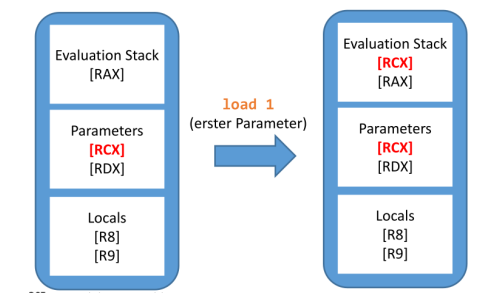 Evaluation Stack
[RAX]
Parameters
[RCX]
[RDX]
Locals
[R8]
[R9]
load 1
(erster Parameter)
Evaluation Stack
[RCX]
[RAX]
Parameters
[RCX]
[RDX]
Locals
[R8]
[R9]